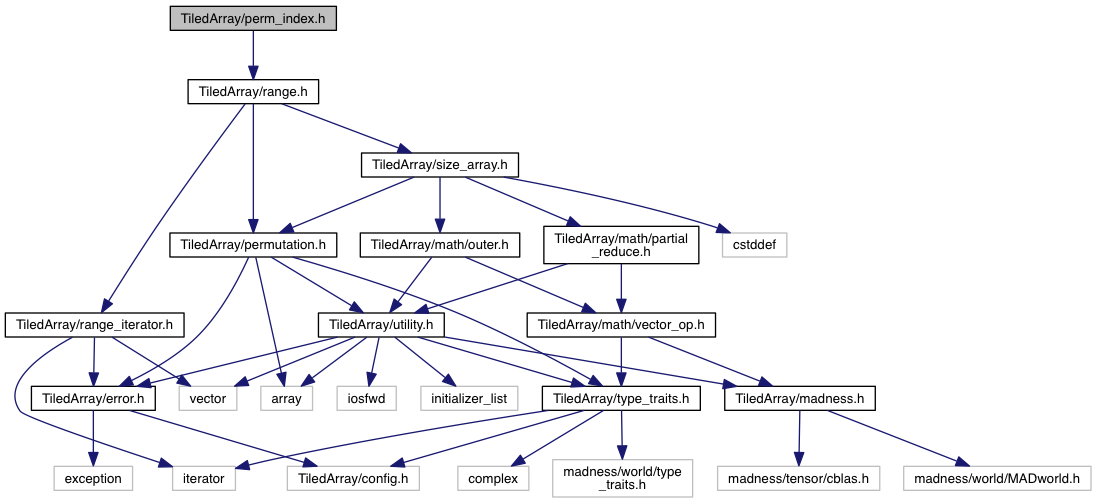 TiledArray/perm_index.h
TiledArray/range.h
TiledArray/size_array.h
TiledArray/permutation.h
TiledArray/math/outer.h
TiledArray/math/partial
_reduce.h
cstddef
TiledArray/range_iterator.h
TiledArray/utility.h
TiledArray/math/vector_op.h
TiledArray/error.h
vector
array
iosfwd
initializer_list
TiledArray/type_traits.h
TiledArray/madness.h
exception
iterator
TiledArray/config.h
complex
madness/world/type
_traits.h
madness/tensor/cblas.h
madness/world/MADworld.h